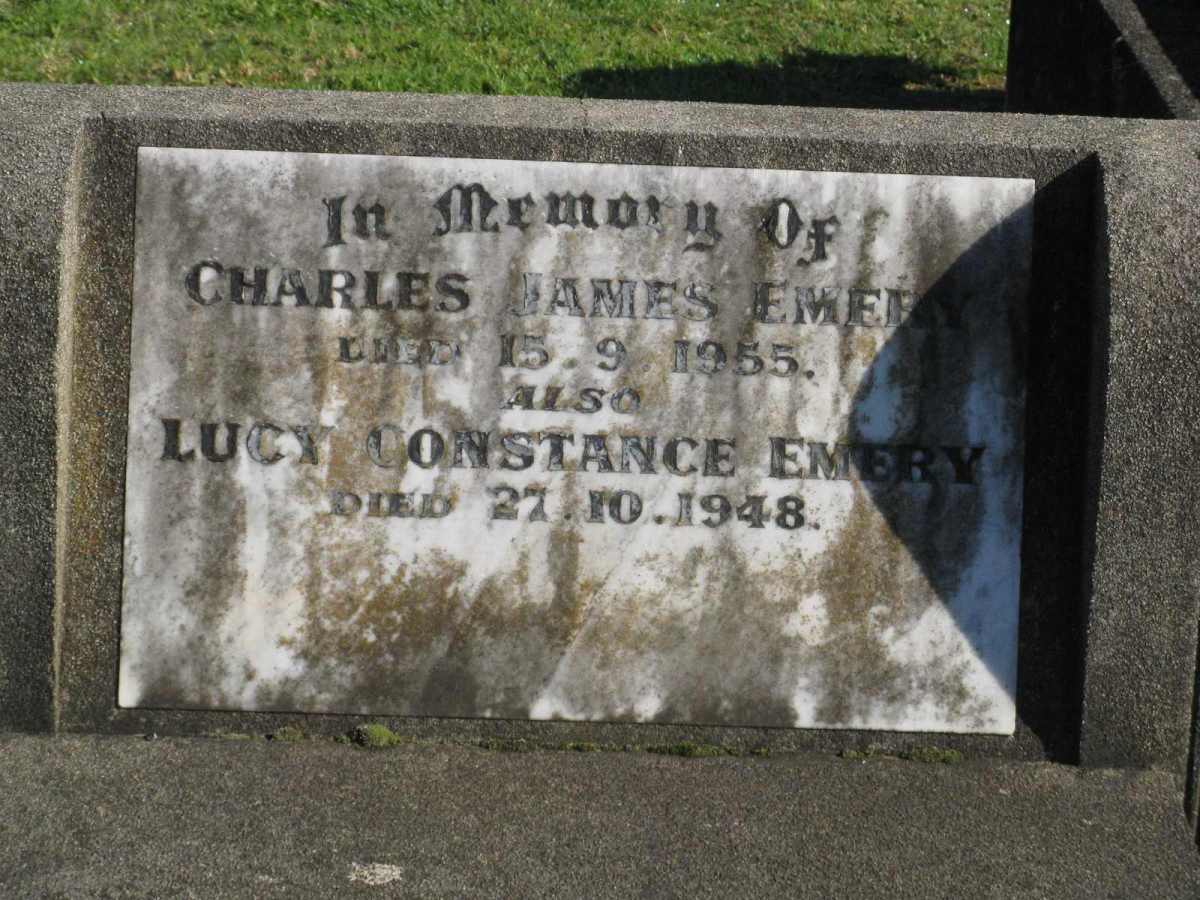 In Memory Of
CHARLES JAMES EMERY
DIED 15.9.1955.
ALSO
LUCY CONSTANCE EMERY
DIED 27.10.1948.